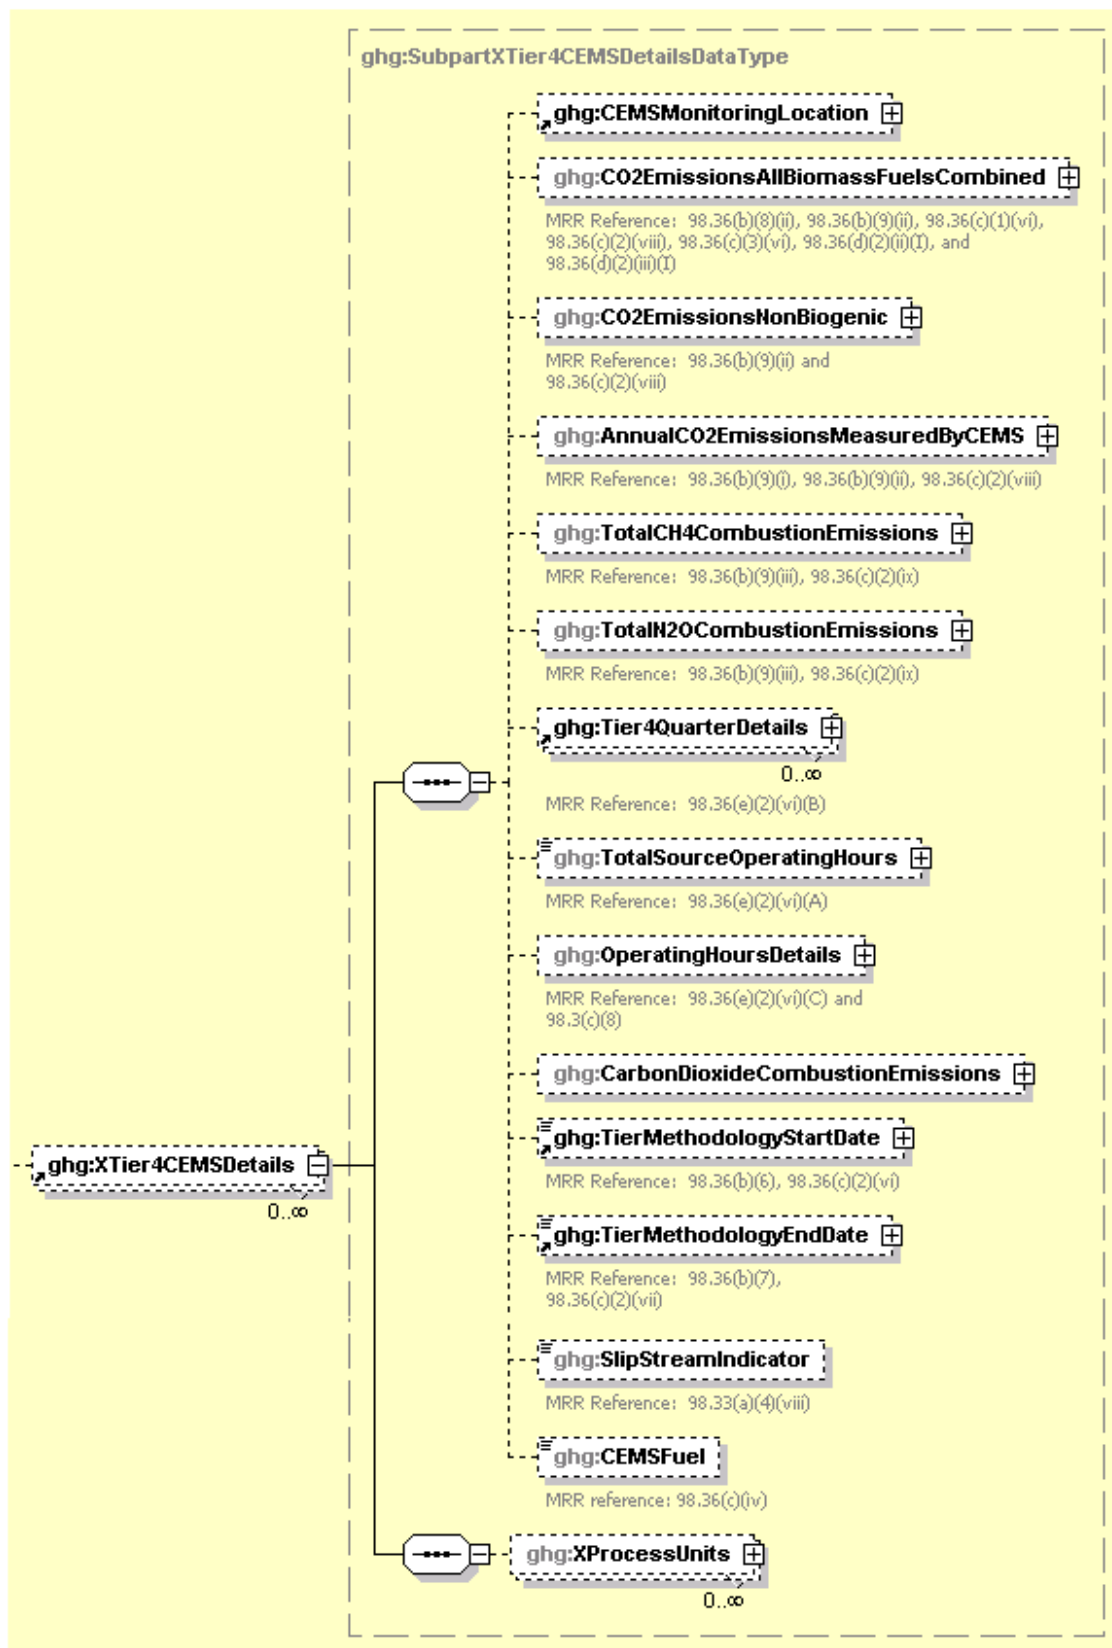 ghg:SubpartXTier4CEMSDetailsDataType
ghg:CEMSMonitoringLocation
ghg:CO2EmissionsAllBiomassFuelsCombined
MRR Reference: 98.36(b)(8)(ii), 98.36(b)(9)(ii), 98.36(c)(1)(vi),
98.36(c)(2)(viii), 98.36(c)(3)(vi), 98.36(d)(2)(ii)(I), and
98.36(d)(2)(iii)(I)
ghg:CO2EmissionsNonBiogenic
MRR Reference: 98.36(b)(9)(ii) and
98.36(c)(2)(viii)
ghg:AnnualCO2EmissionsMeasuredByCEMS
MRR Reference: 98.36(b)(9)(i), 98.36(b)(9)(ii), 98.36(c)(2)(viii)
ghg:TotalCH4CombustionEmissions
MRR Reference: 98.36(b)(9)(iii), 98.36(c)(2)(ix)
ghg:TotalN2OCombustionEmissions
MRR Reference: 98.36(b)(9)(iii), 98.36(c)(2)(ix)
ghg:Tier4QuarterDetails
0..∞
MRR Reference: 98.36(e)(2)(vi)(B)
ghg:TotalSourceOperatingHours
MRR Reference: 98.36(e)(2)(vi)(A)
ghg:OperatingHoursDetails
MRR Reference: 98.36(e)(2)(vi)(C) and
98.3(c)(8)
ghg:CarbonDioxideCombustionEmissions
ghg:TierMethodologyStartDate
MRR Reference: 98.36(b)(6), 98.36(c)(2)(vi)
ghg:XTier4CEMSDetails
0..∞
ghg:TierMethodologyEndDate
MRR Reference: 98.36(b)(7),
98.36(c)(2)(vii)
ghg:SlipStreamIndicator
MRR Reference: 98.33(a)(4)(viii)
ghg:CEMSFuel
MRR reference: 98.36(c)(iv)
ghg:XProcessUnits
0..∞